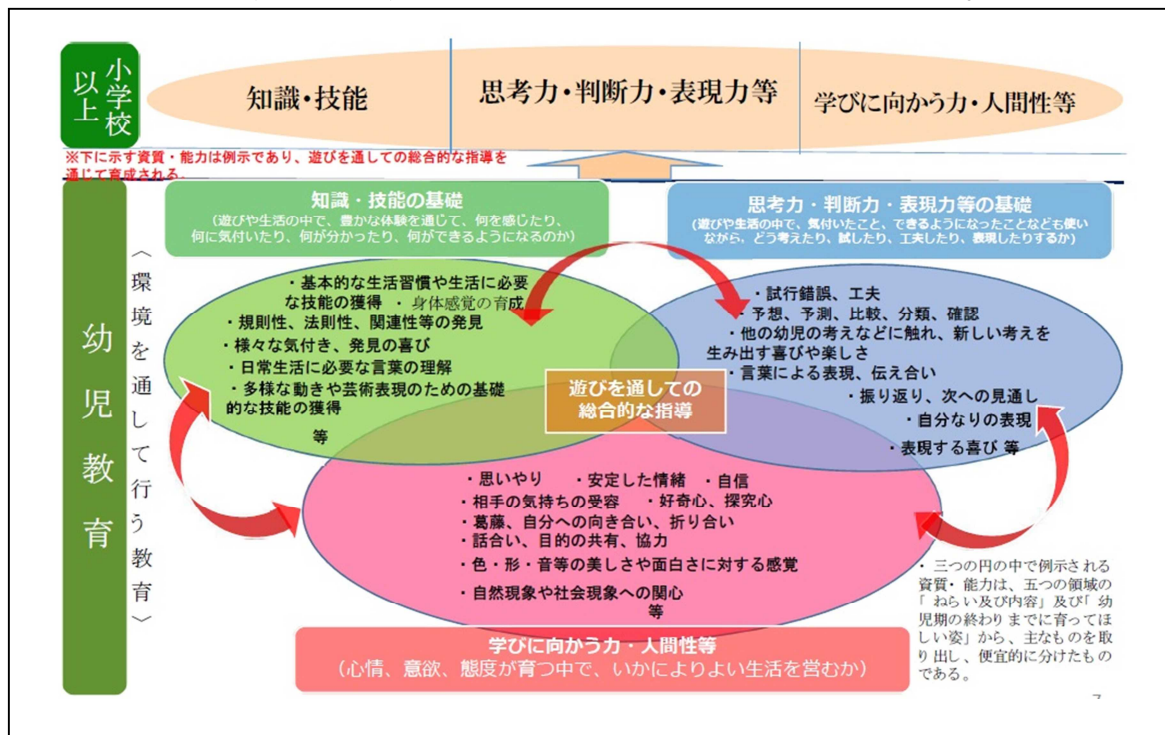 小学校
以上
知識・技能
思考力・判断力・表現力等
学びに向かう力・人間性等
※下に示す資質・能力は例示であり、遊びを通しての総合的な指導を
通じて育成される。
幼児教育
〈環境を通して行う教育〉
知識・技能の基礎
(遊びや生活の中で、豊かな体験を通じて、何を感じたり、
何に気付いたり、何が分かったり、何ができるようになるのか)
思考力・判断力・表現力等の基礎
(遊びや生活の中で、気付いたこと、できるようになったことなども使い
ながら、どう考えたり、試したり、工夫したり、表現したりするか)
・基本的な生活習慣や生活に必要
な技能の獲得 ・身体感覚の育成
・規則性、法則性、関連性等の発見
・様々な気付き、発見の喜び
・日常生活に必要な言葉の理解
・多様な動きや芸術表現のための基礎
的な技能の獲得
等
・試行錯誤、工夫
・予想、予測、比較、分類、確認
・他の幼児の考えなどに触れ、新しい考えを
生み出す喜びや楽しさ
・言葉による表現、伝え合い
・振り返り、次への見通し
・自分なりの表現
・表現する喜び 等
遊びを通しての
総合的な指導
・思いやり ・安定した情緒 ・自信
・相手の気持ちの受容 ・好奇心、探究心
・葛藤、自分への向き合い、折り合い
・話合い、目的の共有、協力
・色・形・音等の美しさや面白さに対する感覚
・自然現象や社会現象への関心
等
学びに向かう力・人間性等
(心情、意欲、態度が育つ中で、いかによりよい生活を営むか)
・三つの円の中で例示される
資質・能力は、五つの領域の
「ねらい及び内容」及び「幼
児期の終わりまでに育ってほ
しい姿」から、主なものを取
り出し、便宜的に分けたもの
である。